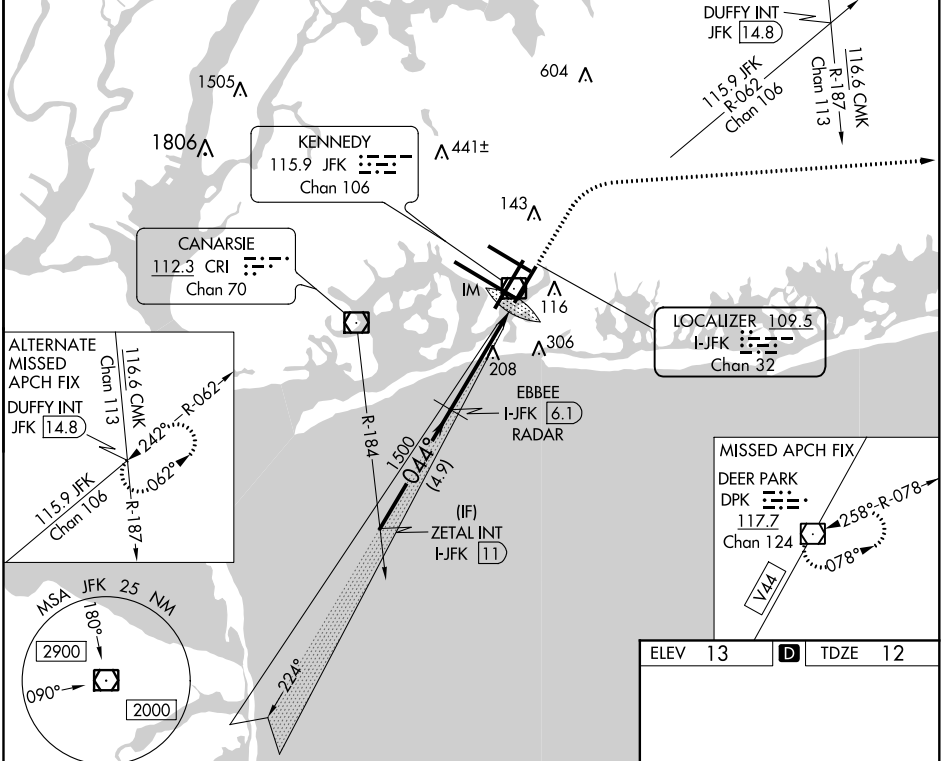 DUFFY INT
JFK 14.8
115.9 JFK
R-062
Chan 106
116.6 CMK
R-187
Chan 113
1505
604
1806
441±
KENNEDY
115.9 JFK
Chan 106
143
CANARSIE
112.3 CRI
Chan 70
IM
116
LOCALIZER 109.5
I-JFK
Chan 32
306
208
ALTERNATE
MISSED
APCH FIX
DUFFY INT
JFK 14.8
116.6 CMK
Chan 113
242°
R-062
062°
115.9 JFK
Chan 106
R-187
EBBEE
I-JFK 6.1
RADAR
R-184
1500
044°
(4.9)
(IF)
ZETAL INT
I-JFK 11
224°
MISSED APCH FIX
DEER PARK
DPK
117.7
Chan 124
258°
R-078
078°
V44
MSA JFK 25 NM
180°
2900
090°
2000
ELEV 13 D TDZE 12